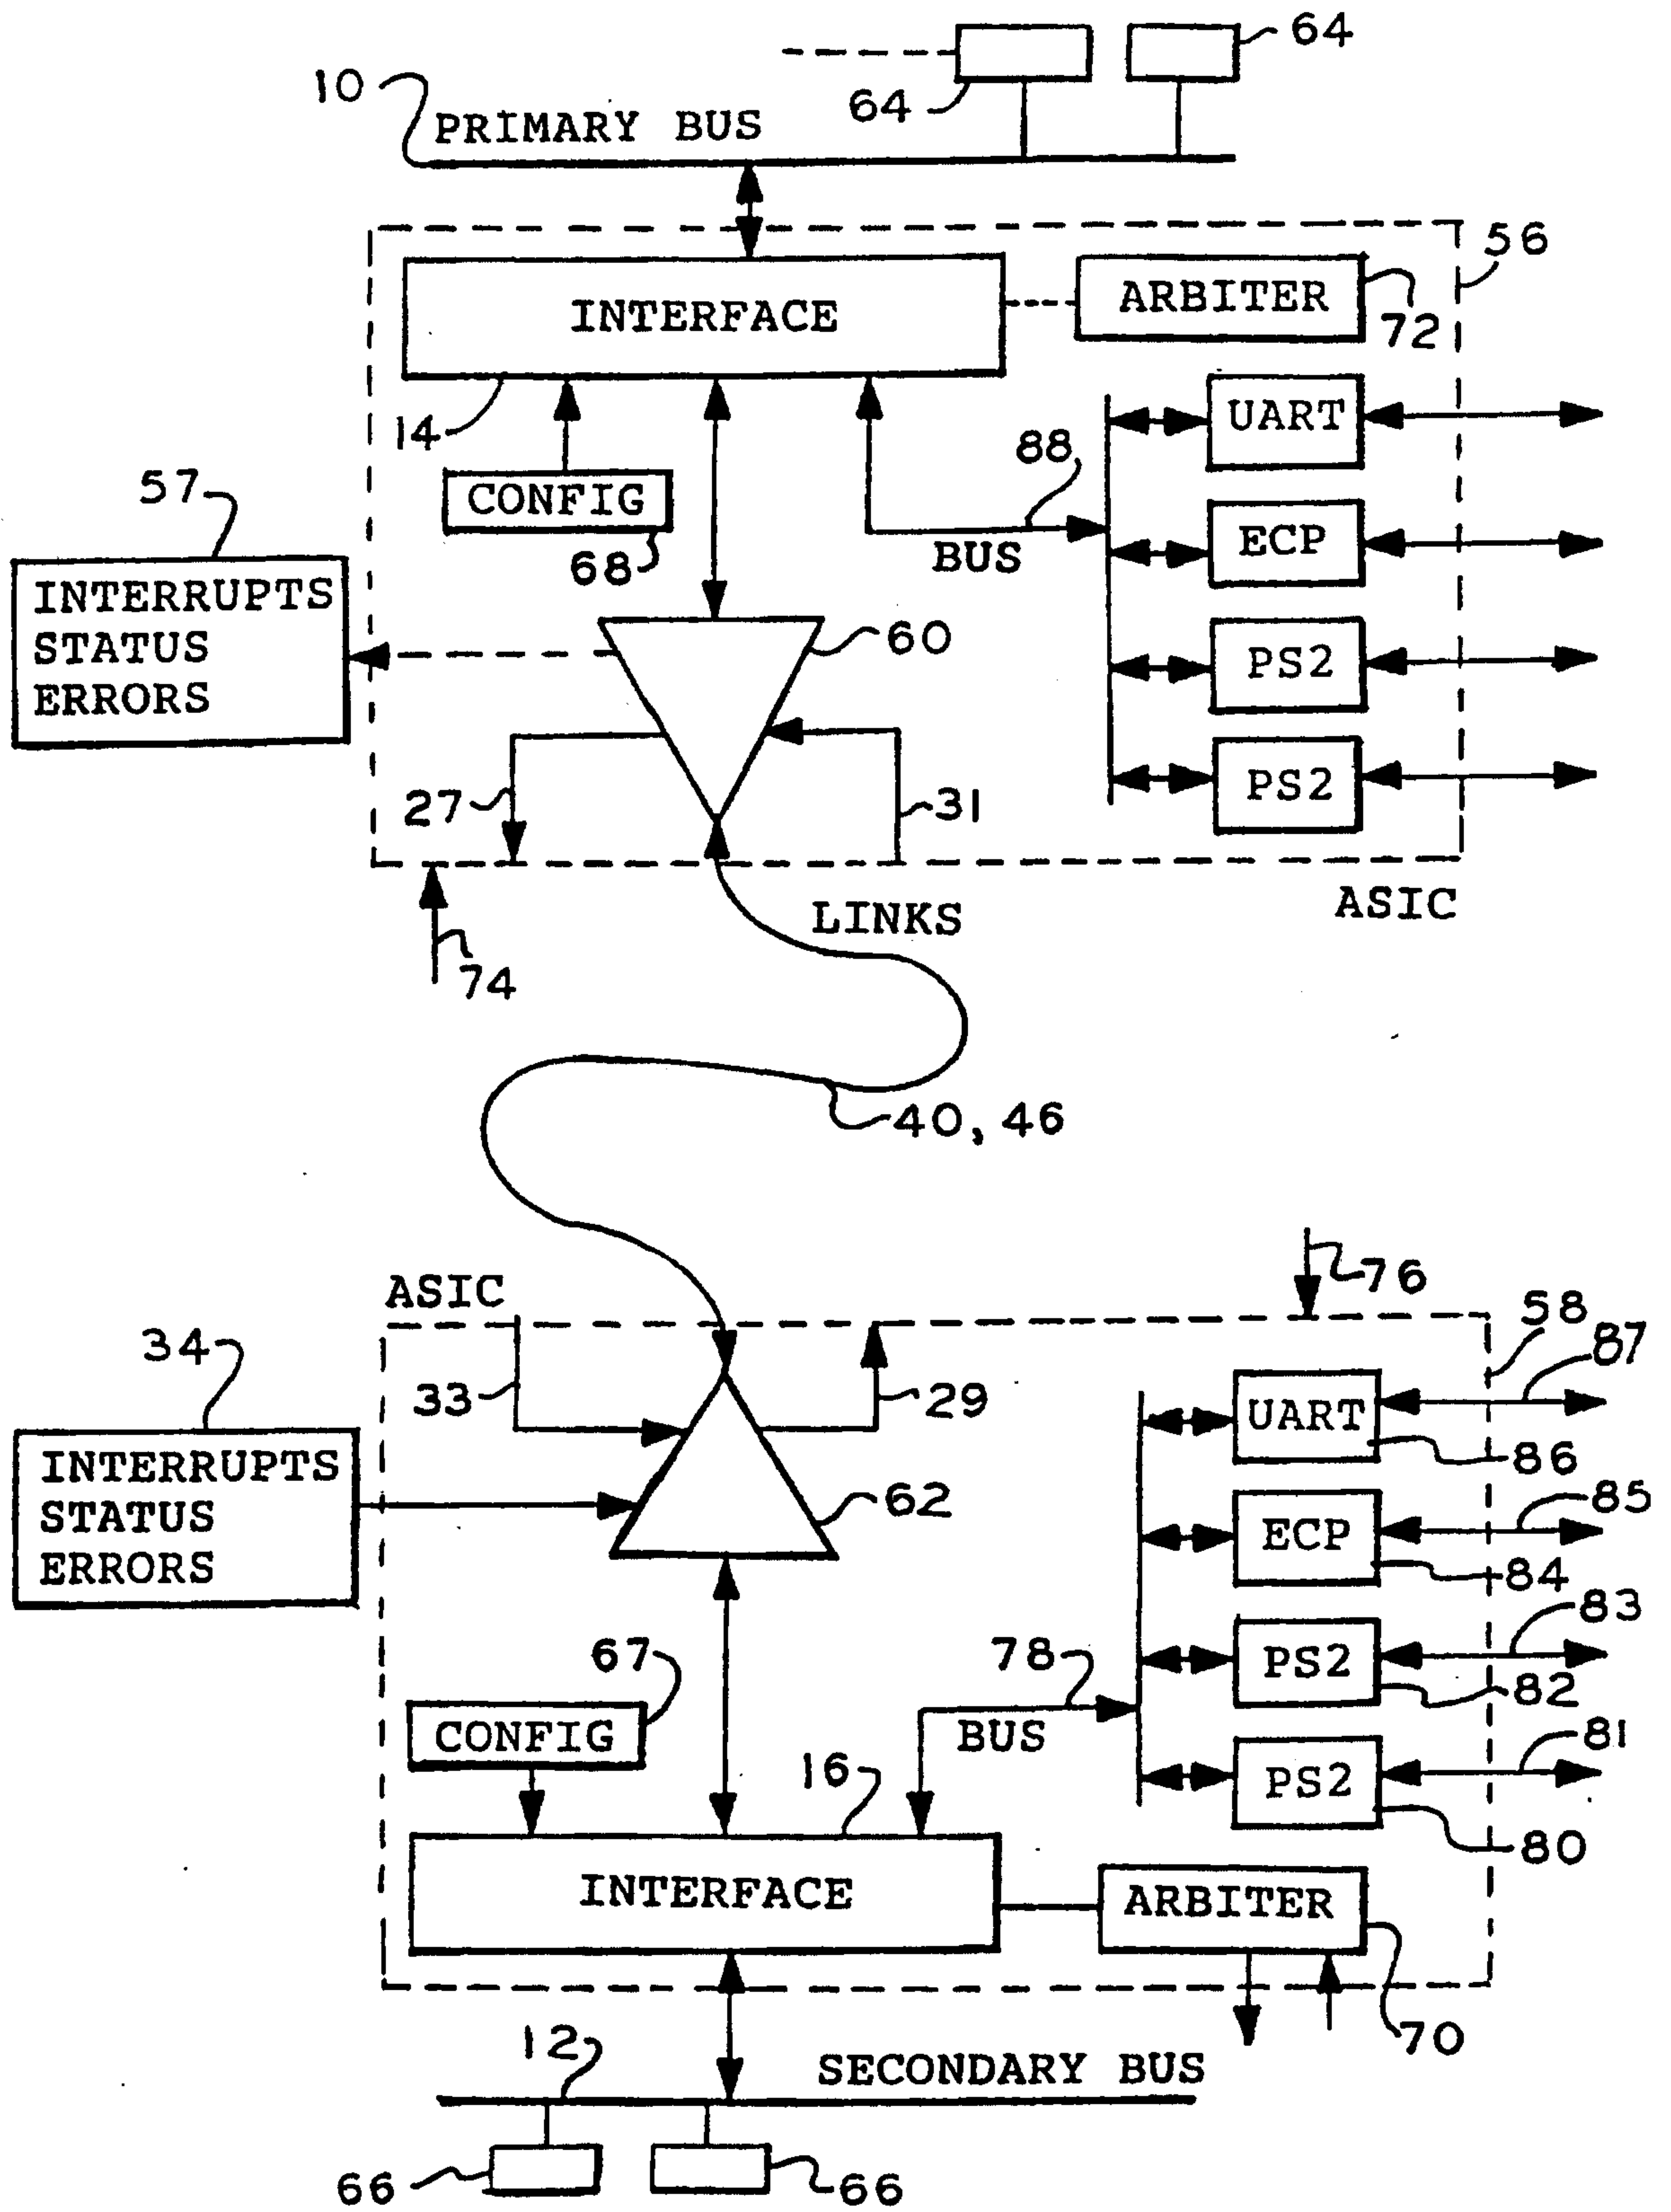 64
10
64
PRIMARY BUS
56
INTERFACE
ARBITER
72
14
UART
88
CONFIG
57
ECP
BUS
68
INTERRUPTS
STATUS
ERRORS
60
PS2
27
31
PS2
LINKS
ASIC
74
40, 46
76
ASIC
58
87
34
33
29
UART
86
INTERRUPTS
STATUS
ERRORS
62
85
ECP
84
83
67
78
PS2
82
CONFIG
BUS
81
16
PS2
80
INTERFACE
ARBITER
70
12
SECONDARY BUS
66
66